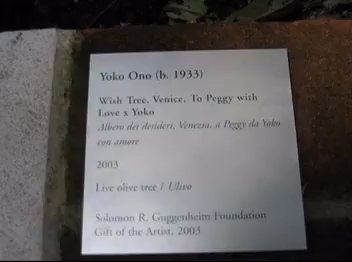 Yoko Ono (b. 1933)
Wish Tree, Venice. To Peggy with
Love x Yoko
Albero dei desideri, Venezia. a Peggy da Yoko
con amore
2003
Live olive tree / Ulivo
Solomon R. Guggenheim Foundation
Gift of the Artist, 2003